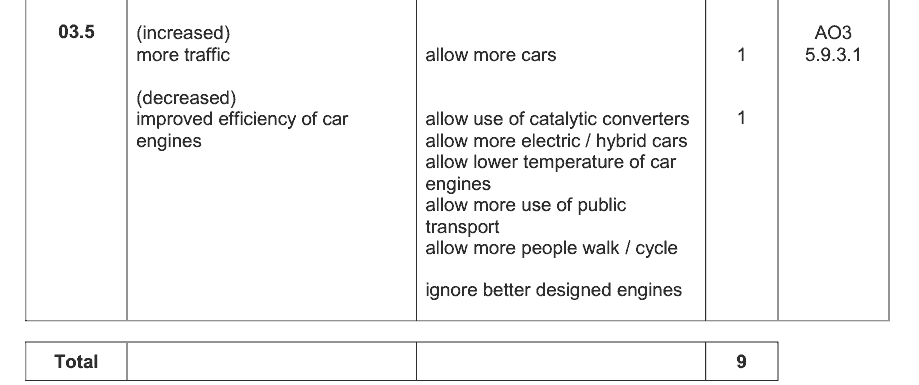 03.5
(increased)
more traffic
allow more cars
1
AO3
5.9.3.1
(decreased)
improved efficiency of car
engines
allow use of catalytic converters
allow more electric / hybrid cars
allow lower temperature of car
engines
allow more use of public
transport
allow more people walk / cycle
ignore better designed engines
1
Total
9